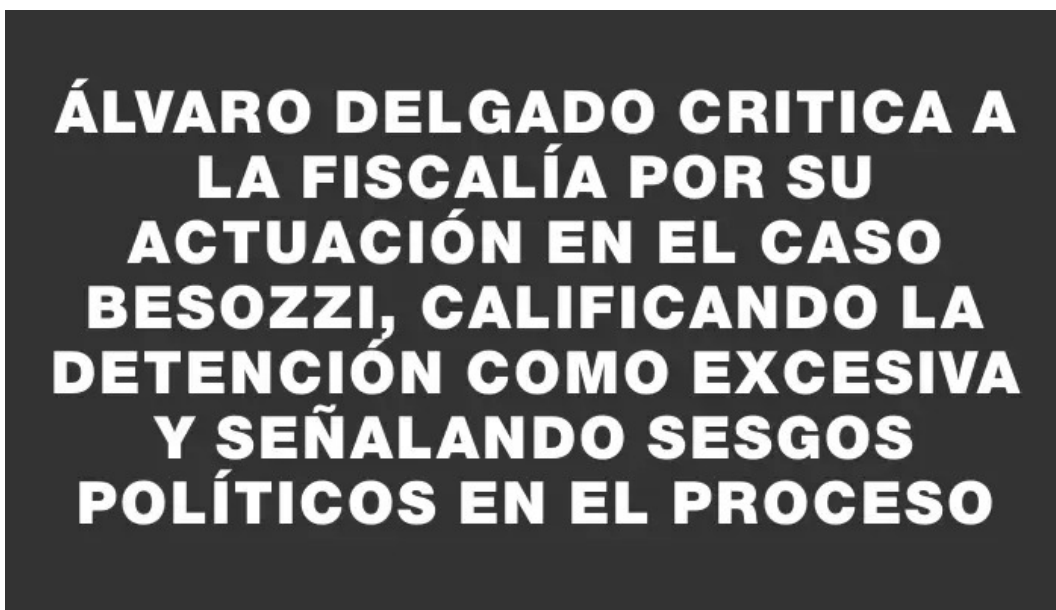 ÁLVARO DELGADO CRITICA A
LA FISCALÍA POR SU
ACTUACIÓN EN EL CASO
BESOZZI, CALIFICANDO LA
DETENCIÓN COMO EXCESIVA
Y SEÑALANDO SESGOS
POLÍTICOS EN EL PROCESO